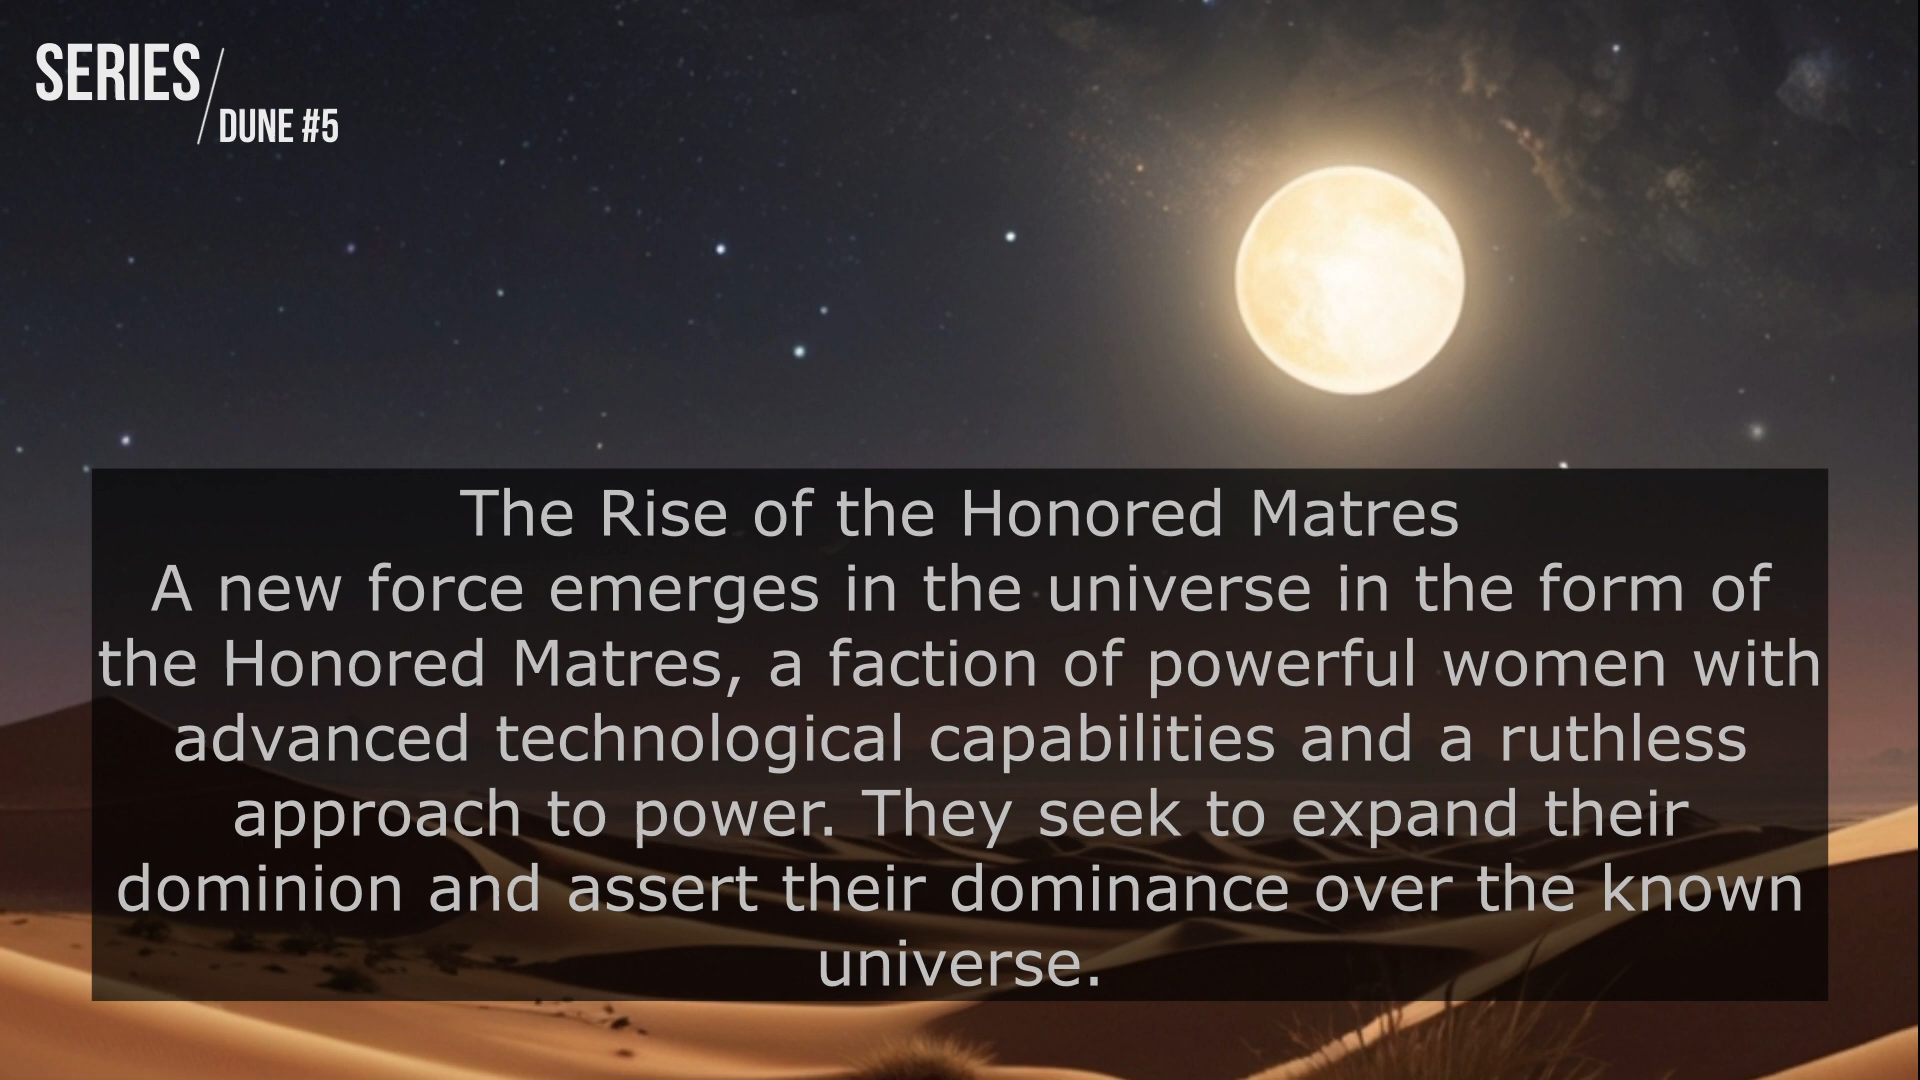 SERIES
DUNE #5
The Rise of the Honored Matres
A new force emerges in the universe in the form of
the Honored Matres, a faction of powerful women with
advanced technological capabilities and a ruthless
approach to power. They seek to expand their
dominion and assert their dominance over the known
universe.